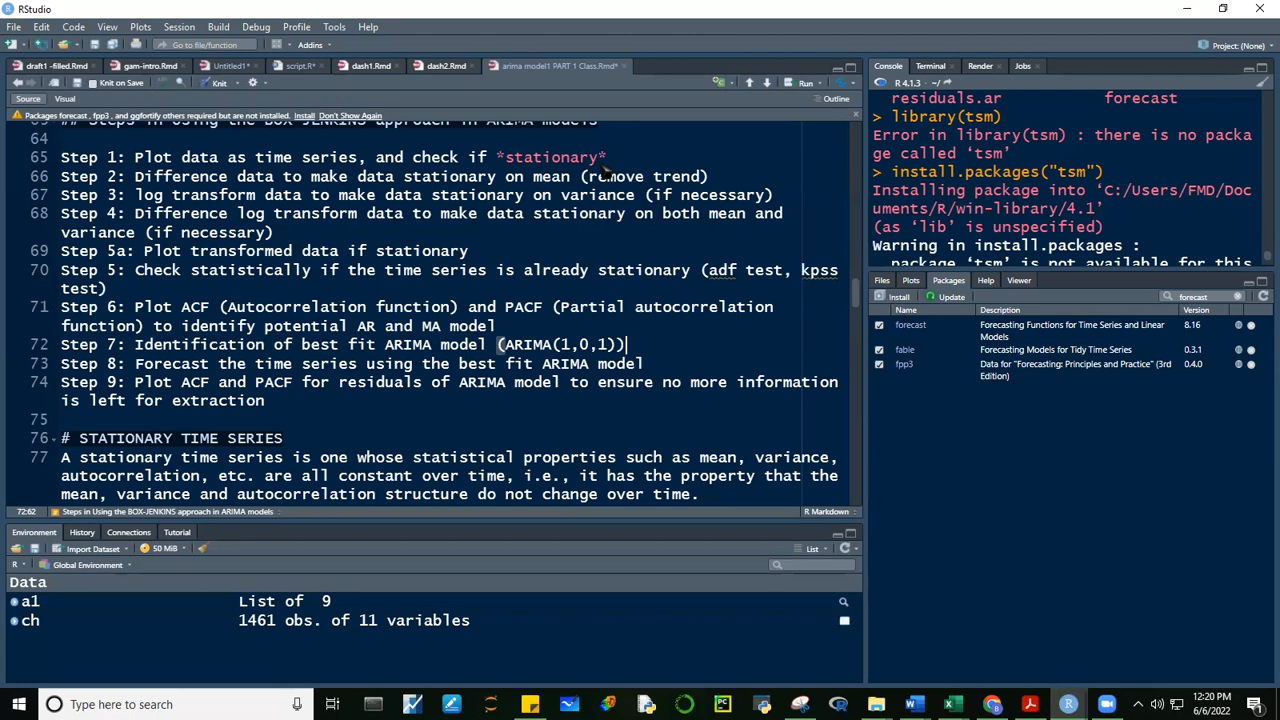 RStudio
File Edit Code View Plots Session Build Debug Profile Tools Help
Go to file/function Addins Project: (None)
draft1 -filled.Rmd gam-intro.Rmd Untitled1* script.R* dash1.Rmd dash2.Rmd arima model1 PART 1 Class.Rmd*
Knit on Save Knit Run
Source Visual Outline
Packages forecast, fpp3, and ggfortify others required but are not installed. Install Don't Show Again
## Steps in Using the BOX-JENKINS approach in ARIMA models
64
65 Step 1: Plot data as time series, and check if *stationary*
66 Step 2: Difference data to make data stationary on mean (remove trend)
67 Step 3: log transform data to make data stationary on variance (if necessary)
68 Step 4: Difference log transform data to make data stationary on both mean and
variance (if necessary)
69 Step 5a: Plot transformed data if stationary
70 Step 5: Check statistically if the time series is already stationary (adf test, kpss
test)
71 Step 6: Plot ACF (Autocorrelation function) and PACF (Partial autocorrelation
function) to identify potential AR and MA model
72 Step 7: Identification of best fit ARIMA model (ARIMA(1,0,1))
73 Step 8: Forecast the time series using the best fit ARIMA model
74 Step 9: Plot ACF and PACF for residuals of ARIMA model to ensure no more information
is left for extraction
75
76 # STATIONARY TIME SERIES
77 A stationary time series is one whose statistical properties such as mean, variance,
autocorrelation, etc. are all constant over time, i.e., it has the property that the
mean, variance and autocorrelation structure do not change over time.
72:62 Steps in Using the BOX-JENKINS approach in ARIMA models R Markdown
Environment History Connections Tutorial
Import Dataset 50 MiB List
R Global Environment
Data
a1 List of 9
ch 1461 obs. of 11 variables
Console Terminal Render Jobs
R 4.1.3 · ~/
residuals.ar forecast
> library(tsm)
Error in library(tsm) : there is no packa
ge called ‘tsm’
> install.packages("tsm")
Installing package into ‘C:/Users/FMD/Doc
uments/R/win-library/4.1’
(as ‘lib’ is unspecified)
Warning in install.packages :
package ‘tsm’ is not available for this
Files Plots Packages Help Viewer
Install Update forecast
Name Description Version
forecast Forecasting Functions for Time Series and Linear Models 8.16
fable Forecasting Models for Tidy Time Series 0.3.1
fpp3 Data for "Forecasting: Principles and Practice" (3rd Edition) 0.4.0
Type here to search
12:20 PM
6/6/2022